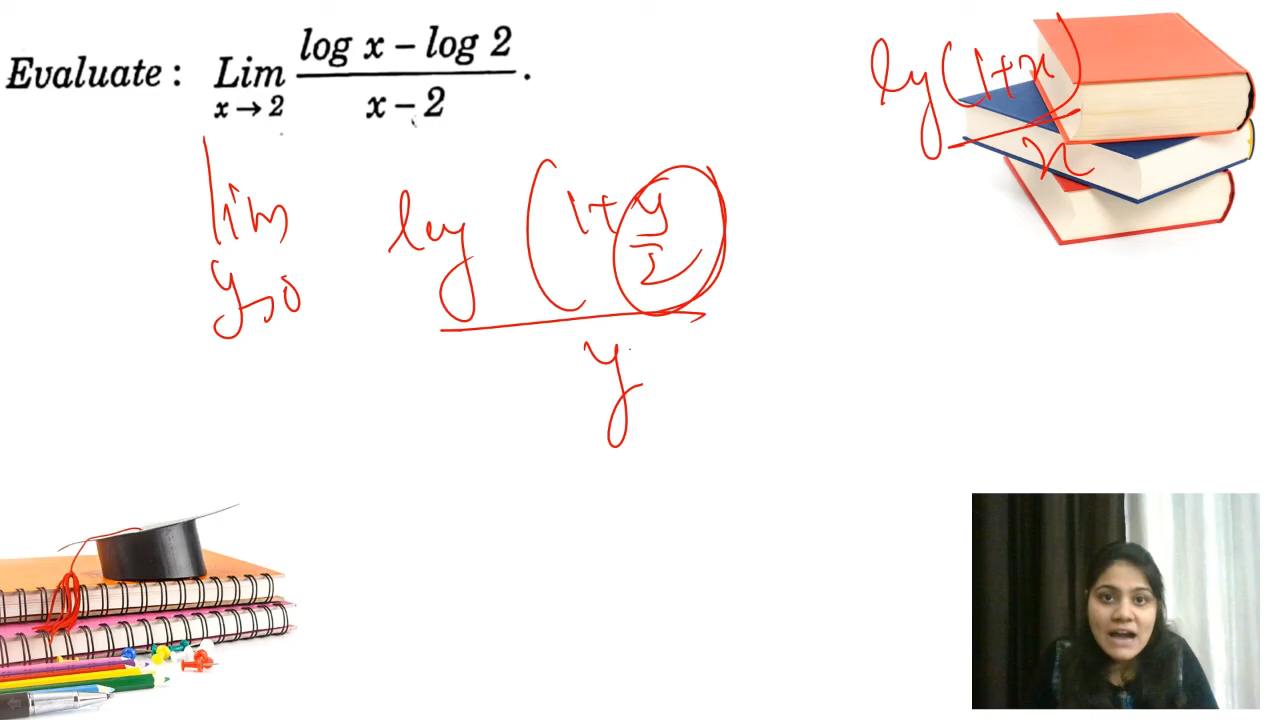 Evaluate : Lim x → 2 log x – log 2 / x – 2 .
log (1+x) / x
lim y→0 log (1+ y/2) / y